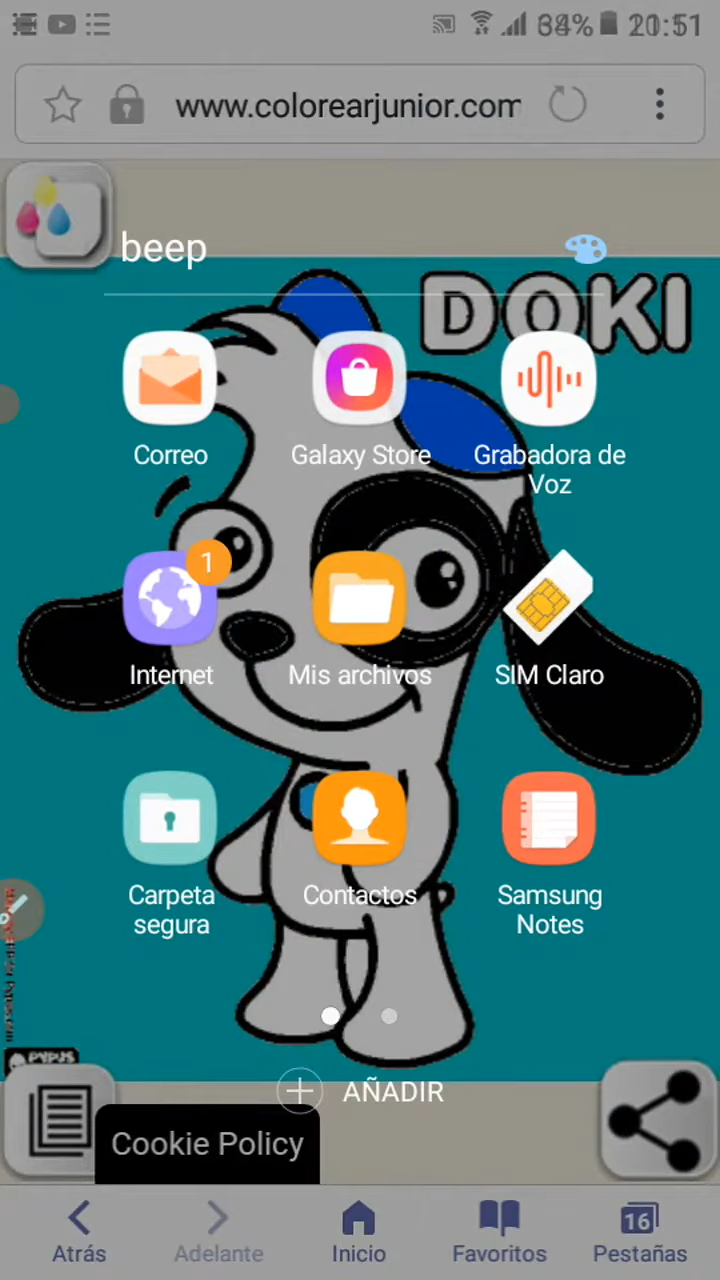 20:51
www.colorearjunior.com
beep
DOKI
Correo
Galaxy Store
Grabadora de
Voz
1
Internet
Mis archivos
SIM Claro
Carpeta
segura
Contactos
Samsung
Notes
PYPUS
AÑADIR
Cookie Policy
16
Atrás
Adelante
Inicio
Favoritos
Pestañas